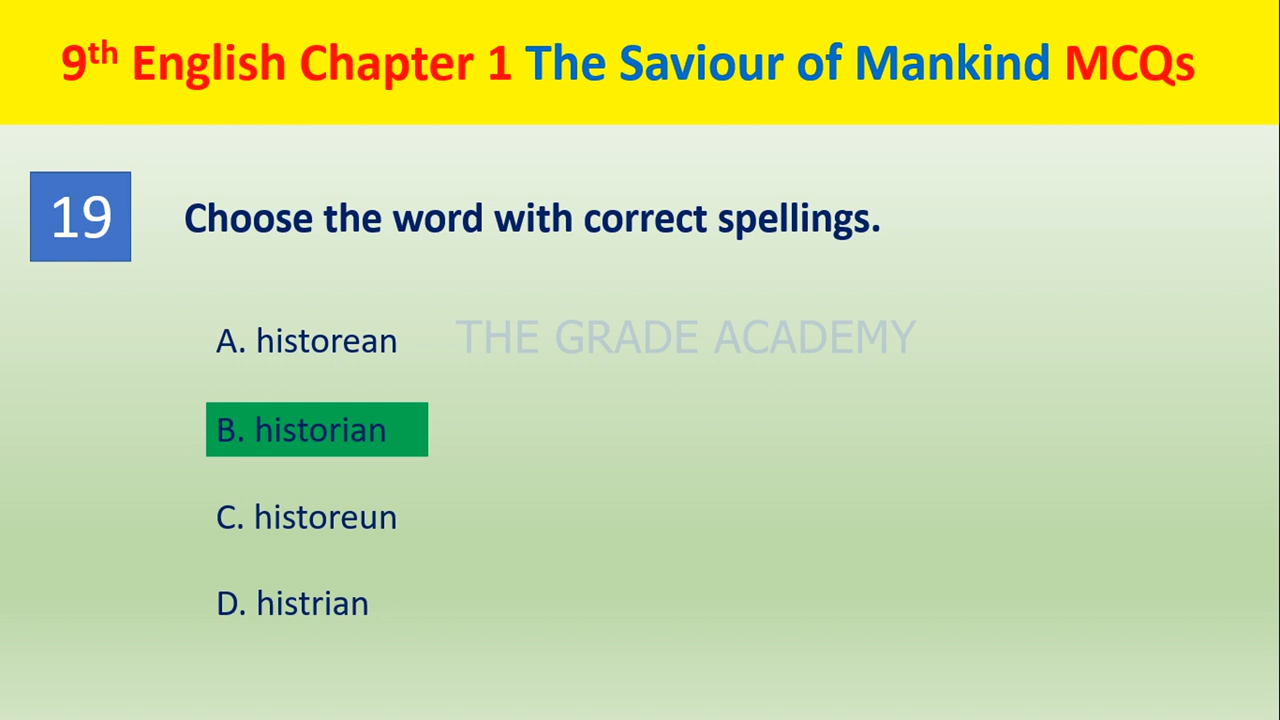 9th English Chapter 1 The Saviour of Mankind MCQs
19
Choose the word with correct spellings.
A. historean
THE GRADE ACADEMY
B. historian
C. historeun
D. histrian